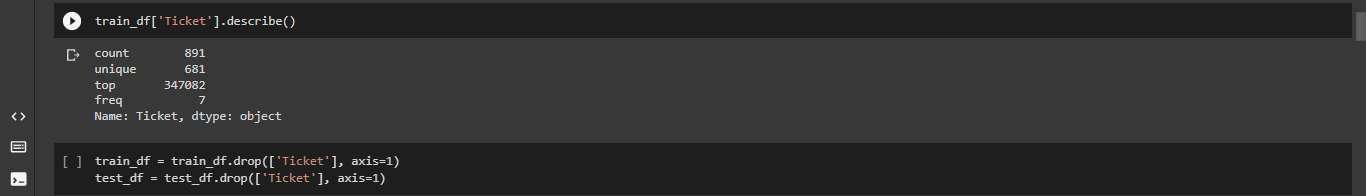 train_df['Ticket'].describe()
count        891
unique       681
top       347082
freq           7
Name: Ticket, dtype: object
[ ] train_df = train_df.drop(['Ticket'], axis=1)
test_df = test_df.drop(['Ticket'], axis=1)